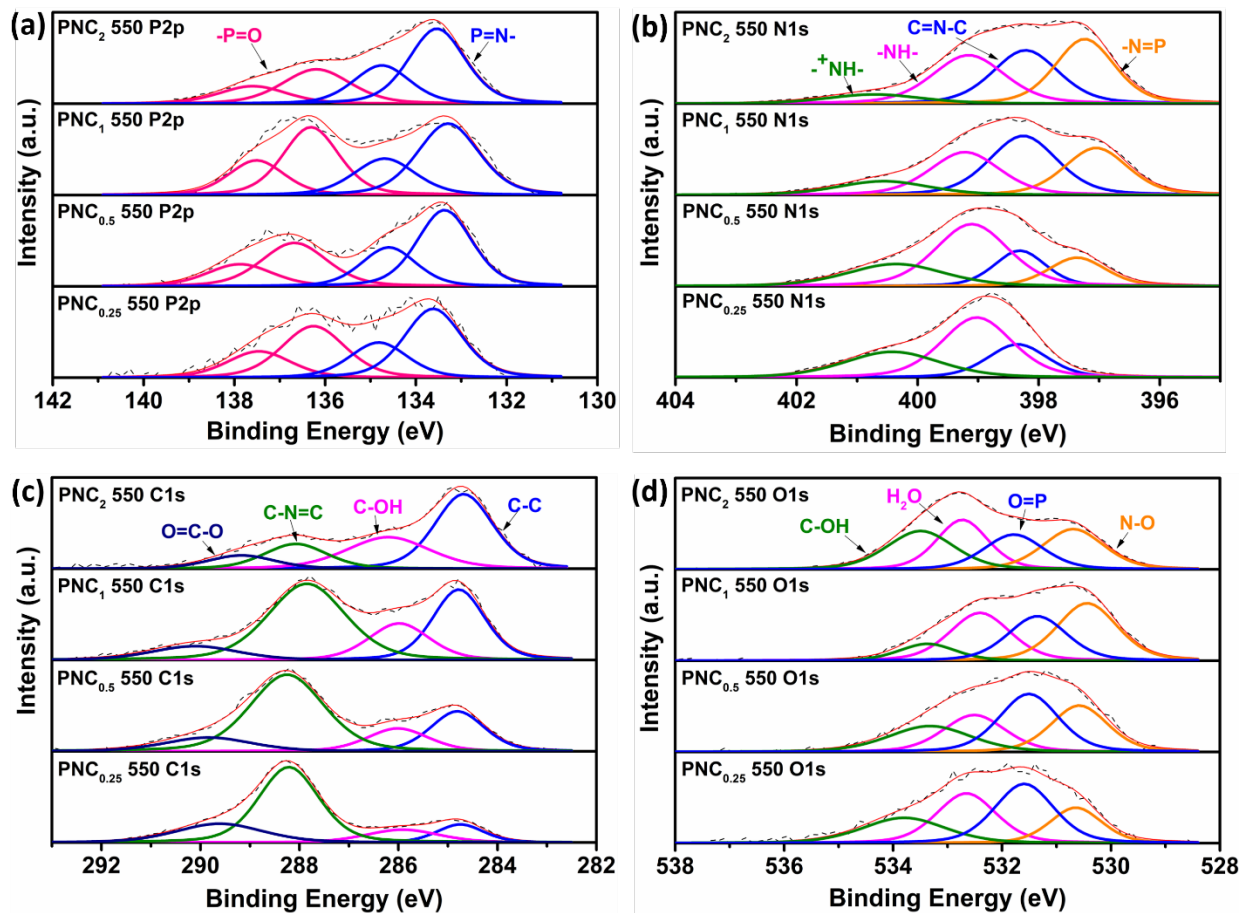 (a)
PNC₂ 550 P2p
-P=O
P=N-
PNC₁ 550 P2p
PNC₀.₅ 550 P2p
PNC₀.₂₅ 550 P2p
Intensity (a.u.)
142 140 138 136 134 132 130
Binding Energy (eV)
(b)
PNC₂ 550 N1s
C=N-C
-NH-
-⁺NH-
-N=P
PNC₁ 550 N1s
PNC₀.₅ 550 N1s
PNC₀.₂₅ 550 N1s
Intensity (a.u.)
404 402 400 398 396
Binding Energy (eV)
(c)
PNC₂ 550 C1s
O=C-O
C-N=C
C-OH
C-C
PNC₁ 550 C1s
PNC₀.₅ 550 C1s
PNC₀.₂₅ 550 C1s
Intensity (a.u.)
292 290 288 286 284 282
Binding Energy (eV)
(d)
PNC₂ 550 O1s
C-OH
H₂O
O=P
N-O
PNC₁ 550 O1s
PNC₀.₅ 550 O1s
PNC₀.₂₅ 550 O1s
Intensity (a.u.)
538 536 534 532 530 528
Binding Energy (eV)